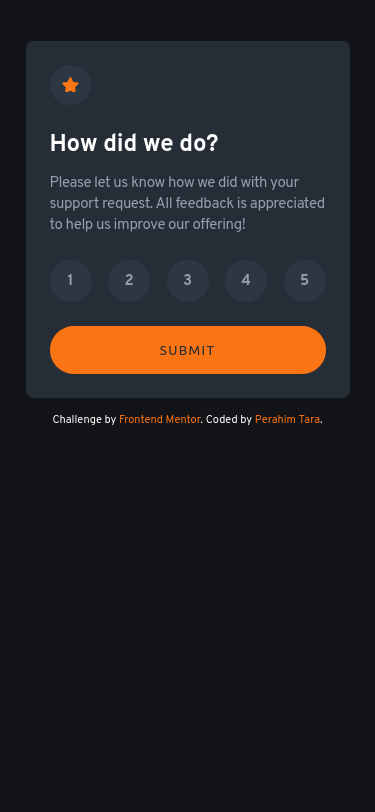 How did we do?
Please let us know how we did with your
support request. All feedback is appreciated
to help us improve our offering!
1 2 3 4 5
SUBMIT
Challenge by Frontend Mentor. Coded by Perahim Tara.